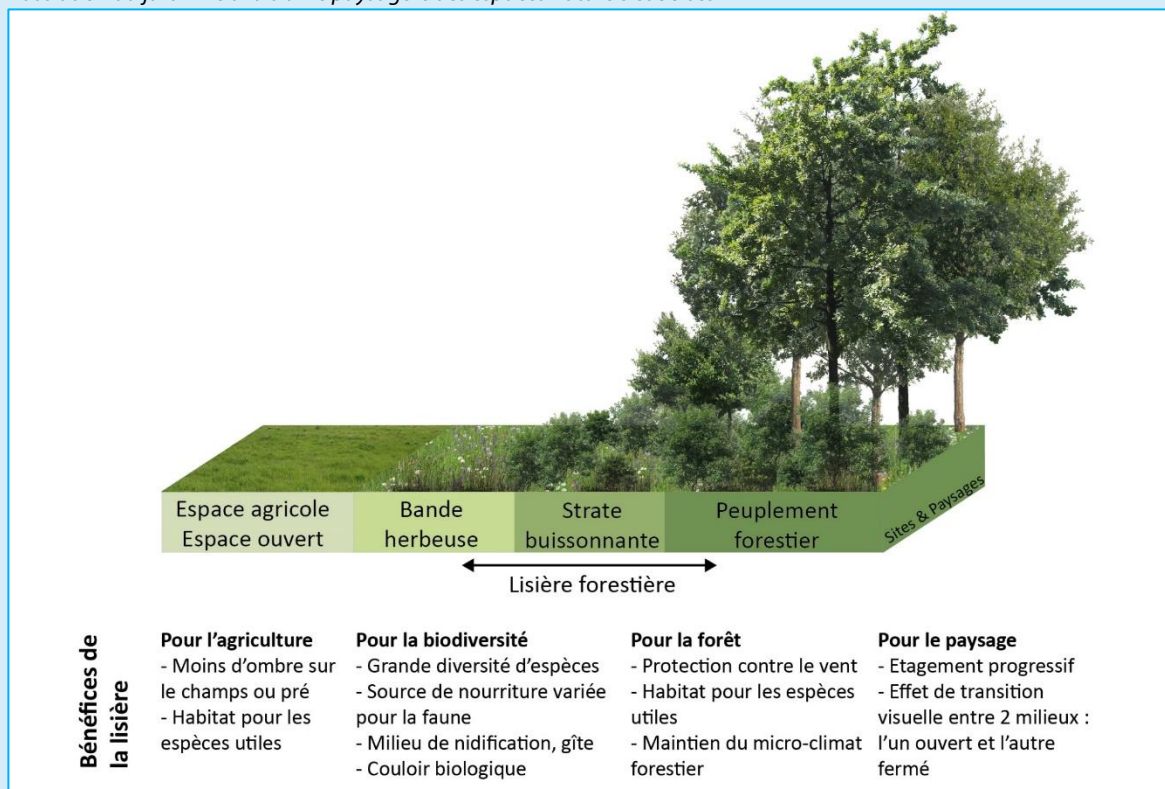 Espace agricole
Espace ouvert
Bande
herbeuse
Strate
buissonnante
Peuplement
forestier
Sites & Paysages
Lisière forestière
Bénéfices de
la lisière
Pour l'agriculture
- Moins d'ombre sur
le champs ou pré
- Habitat pour les
espèces utiles
Pour la biodiversité
- Grande diversité d'espèces
- Source de nourriture variée
pour la faune
- Milieu de nidification, gîte
- Couloir biologique
Pour la forêt
- Protection contre le vent
- Habitat pour les espèces
utiles
- Maintien du micro-climat
forestier
Pour le paysage
- Etagement progressif
- Effet de transition
visuelle entre 2 milieux :
l'un ouvert et l'autre
fermé